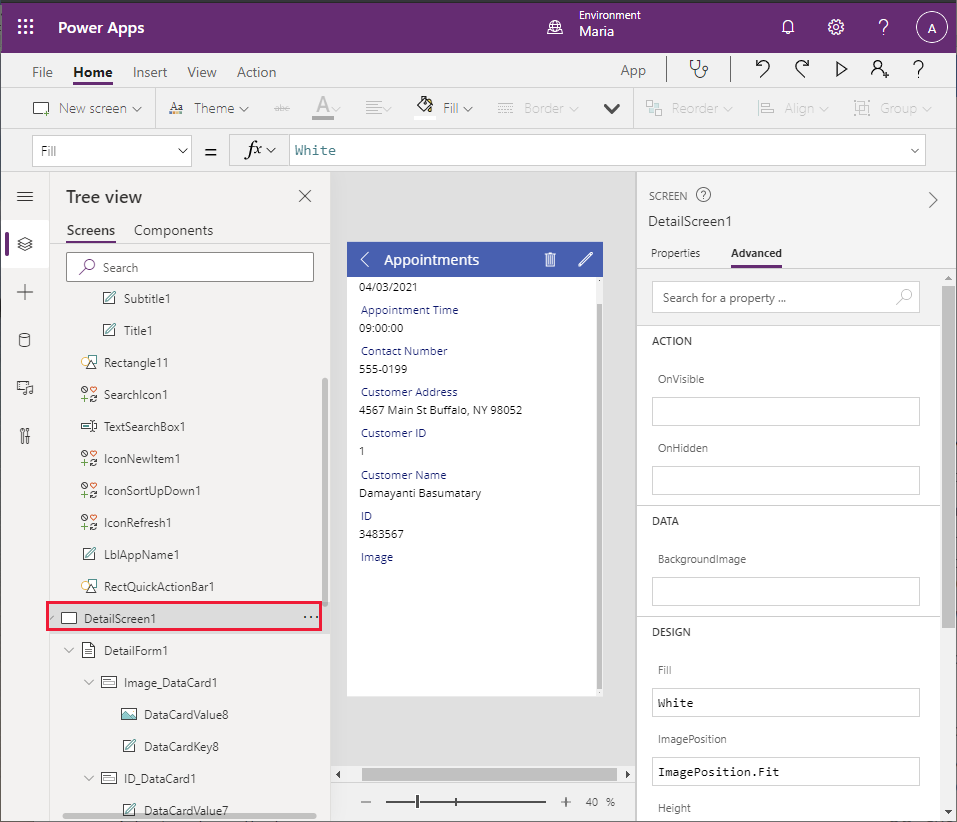 Power Apps
Environment
Maria
A
File Home Insert View Action App
New screen Theme abc A Fill Border Reorder Align Group
Fill = fx White
Tree view
Screens Components
Search
Subtitle1
Title1
Rectangle11
SearchIcon1
TextSearchBox1
IconNewItem1
IconSortUpDown1
IconRefresh1
LblAppName1
RectQuickActionBar1
DetailScreen1 ...
DetailForm1
Image_DataCard1
DataCardValue8
DataCardKey8
ID_DataCard1
DataCardValue7
Appointments
04/03/2021
Appointment Time
09:00:00
Contact Number
555-0199
Customer Address
4567 Main St Buffalo, NY 98052
Customer ID
1
Customer Name
Damayanti Basumatary
ID
3483567
Image
40 %
SCREEN
DetailScreen1
Properties Advanced
Search for a property ...
ACTION
OnVisible
OnHidden
DATA
BackgroundImage
DESIGN
Fill
White
ImagePosition
ImagePosition.Fit
Height